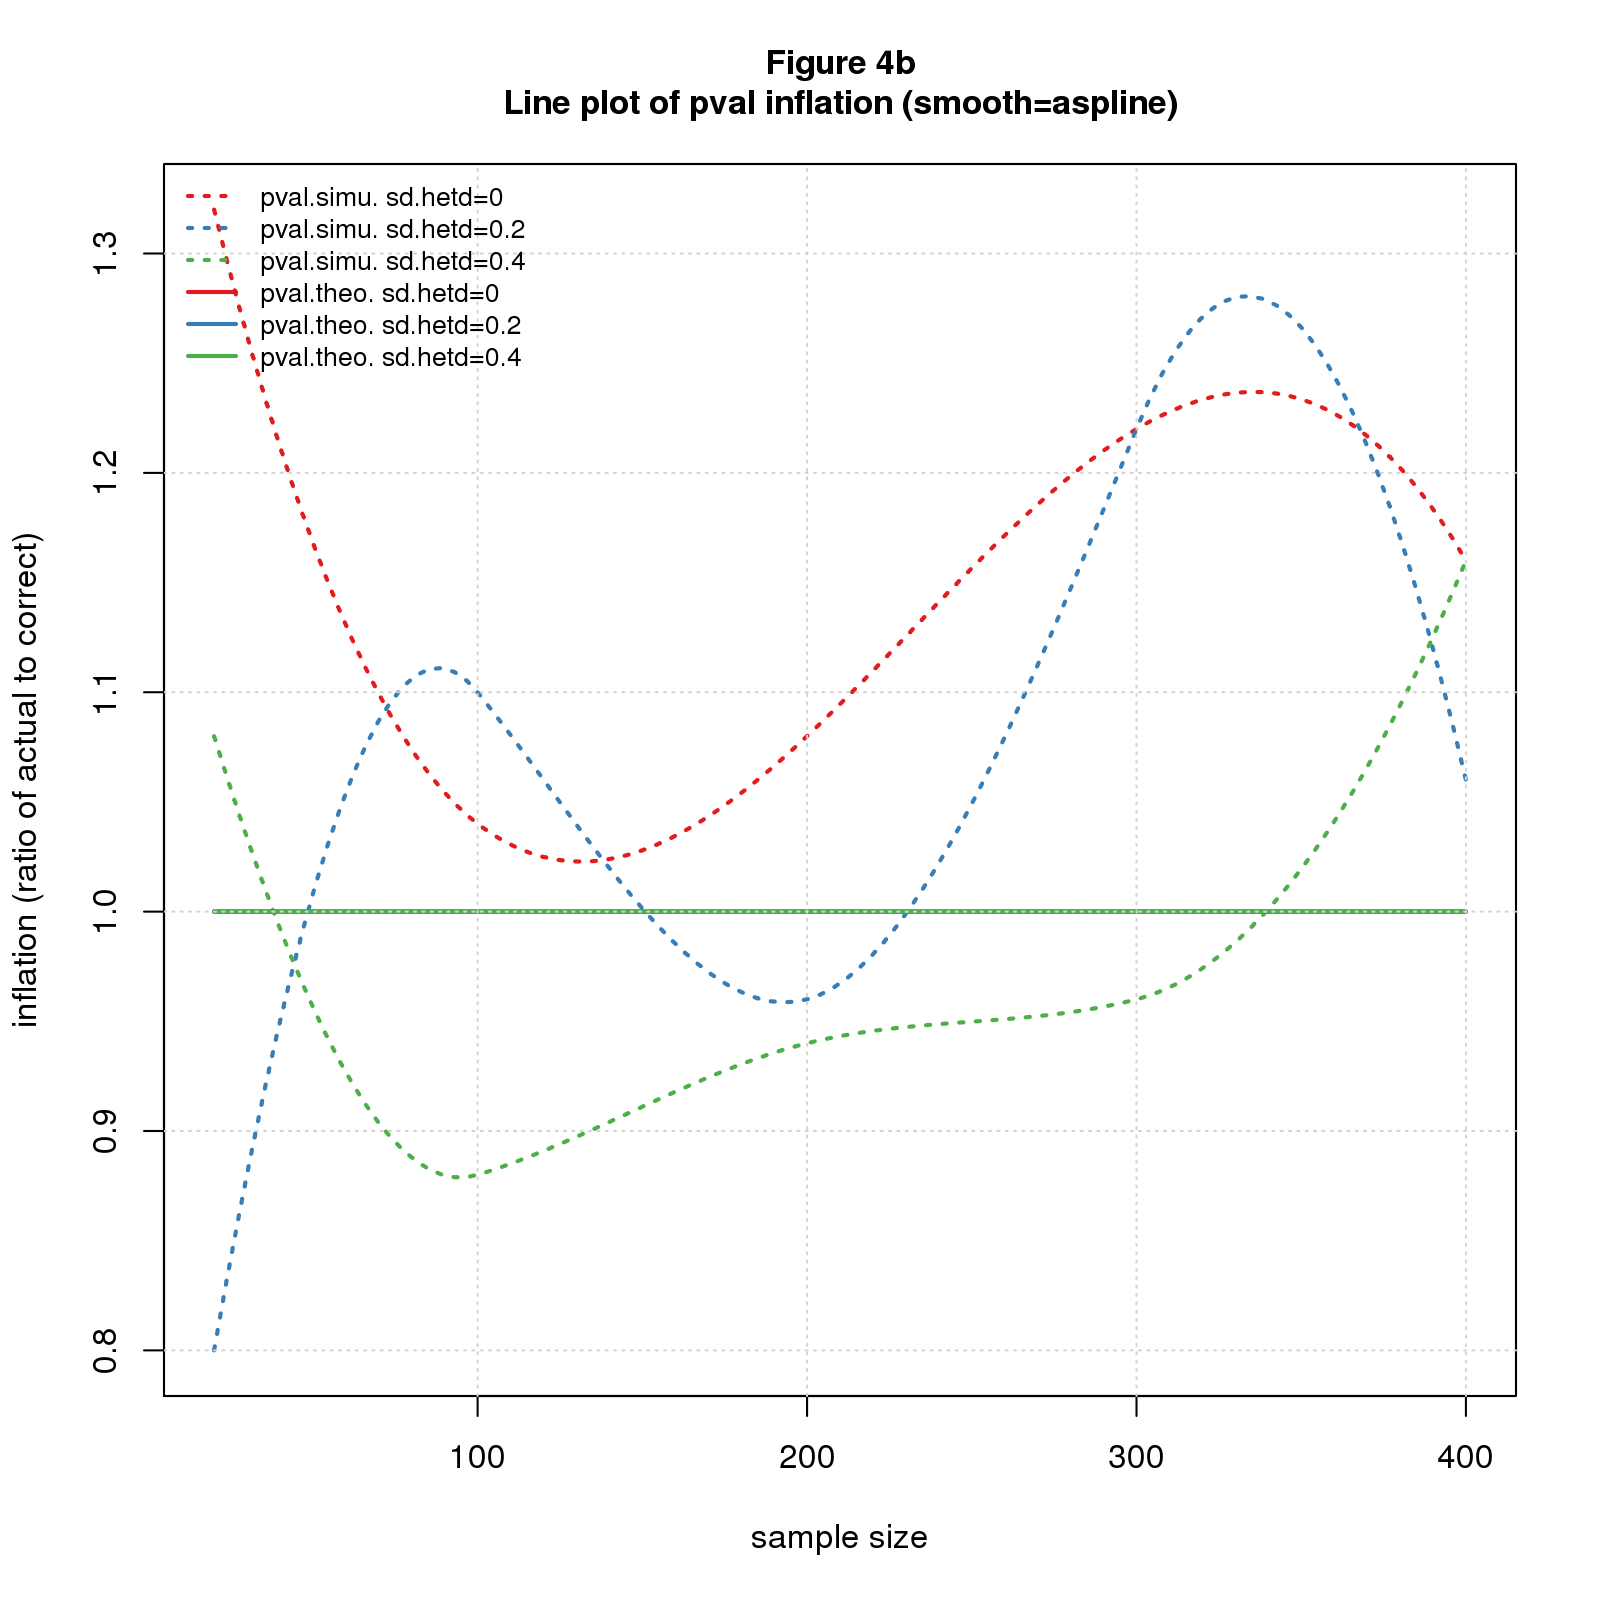 Figure 4b
Line plot of pval inflation (smooth=aspline)
pval.simu. sd.hetd=0
pval.simu. sd.hetd=0.2
pval.simu. sd.hetd=0.4
pval.theo. sd.hetd=0
pval.theo. sd.hetd=0.2
pval.theo. sd.hetd=0.4
inflation (ratio of actual to correct)
1.3
1.2
1.1
1.0
0.9
0.8
100 200 300 400
sample size